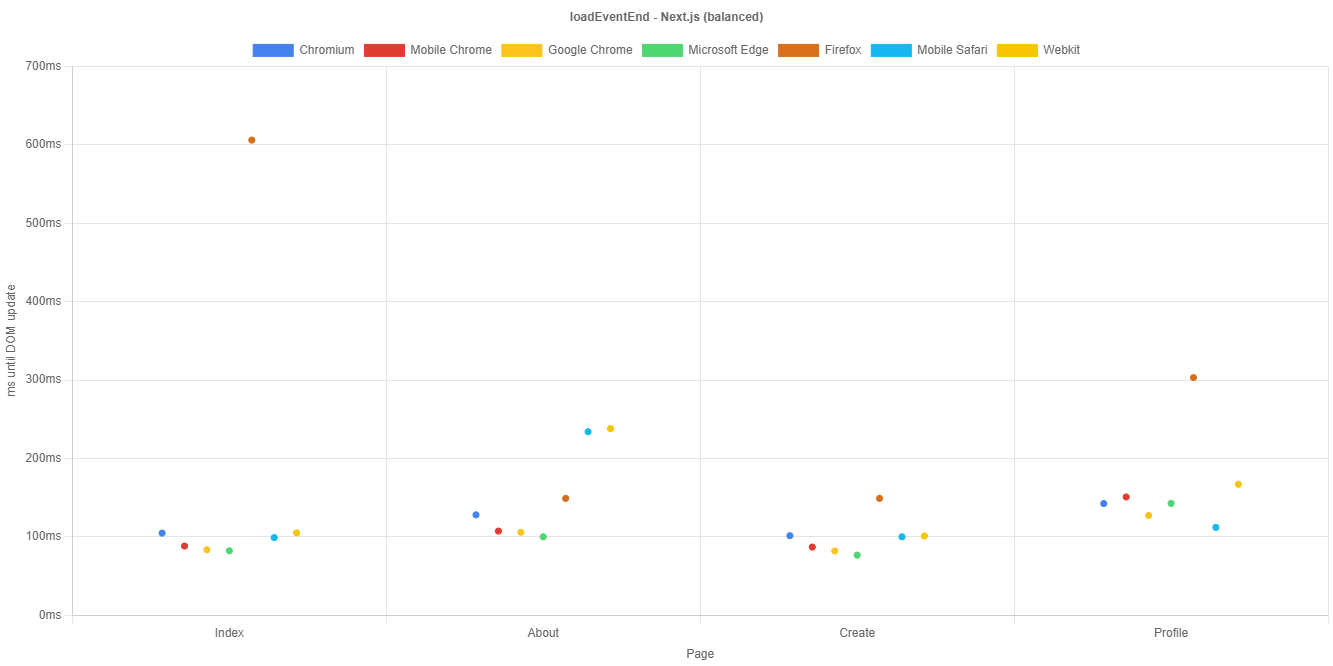 loadEventEnd - Next.js (balanced)
Chromium Mobile Chrome Google Chrome Microsoft Edge Firefox Mobile Safari Webkit
700ms
600ms
500ms
400ms
300ms
200ms
100ms
0ms
ms until DOM update
Index About Create Profile
Page